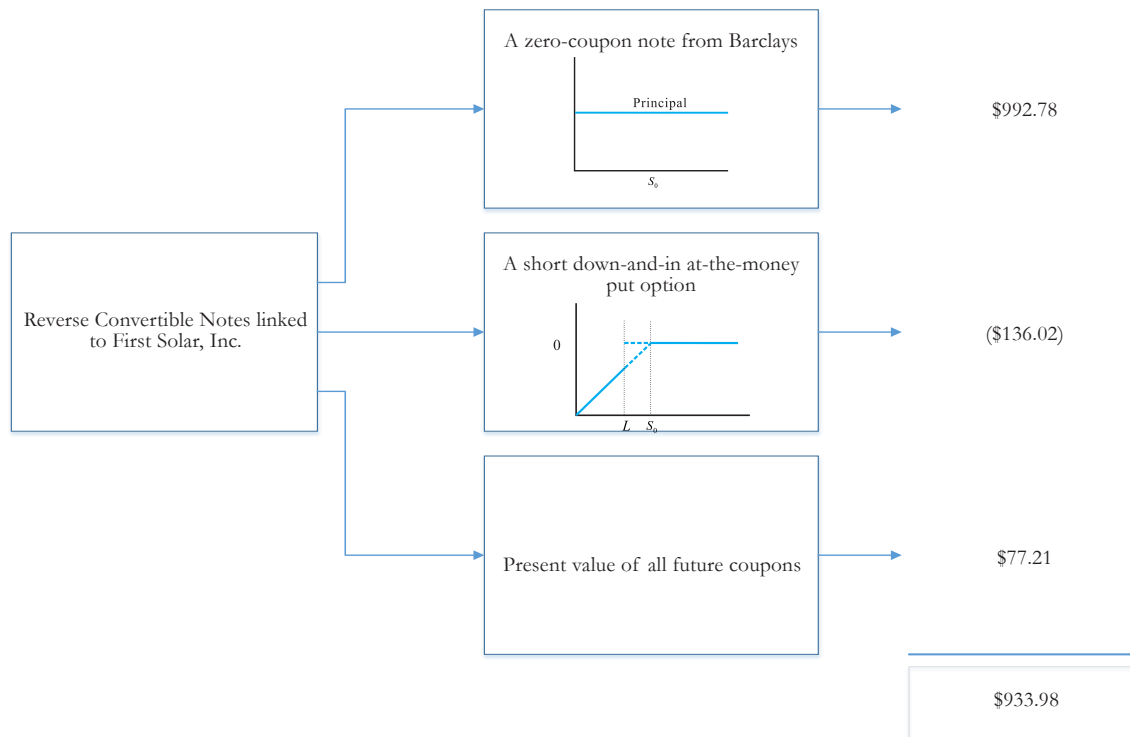 A zero-coupon note from Barclays
Principal
S₀
$992.78
Reverse Convertible Notes linked
to First Solar, Inc.
A short down-and-in at-the-money
put option
0
L S₀
($136.02)
Present value of all future coupons
$77.21
$933.98